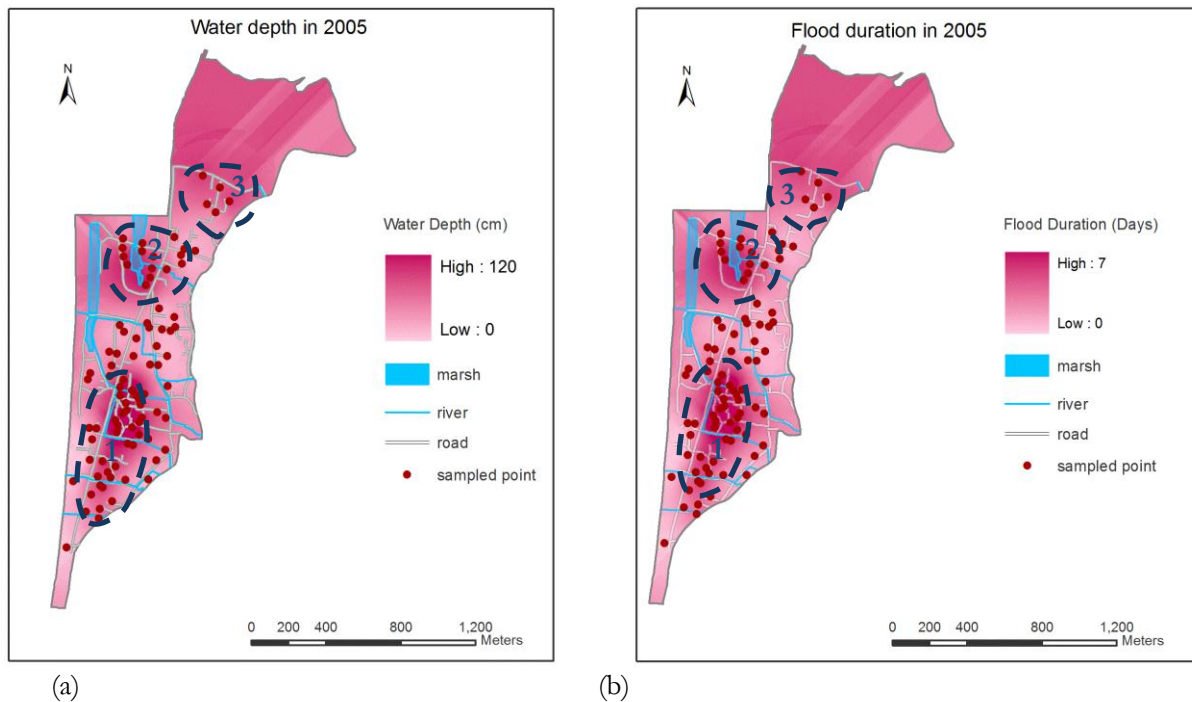 Water depth in 2005
N
3
2
1
Water Depth (cm)
High : 120
Low : 0
marsh
river
road
sampled point
0 200 400 800 1,200
Meters
(a)
Flood duration in 2005
N
3
2
1
Flood Duration (Days)
High : 7
Low : 0
marsh
river
road
sampled point
0 200 400 800 1,200
Meters
(b)